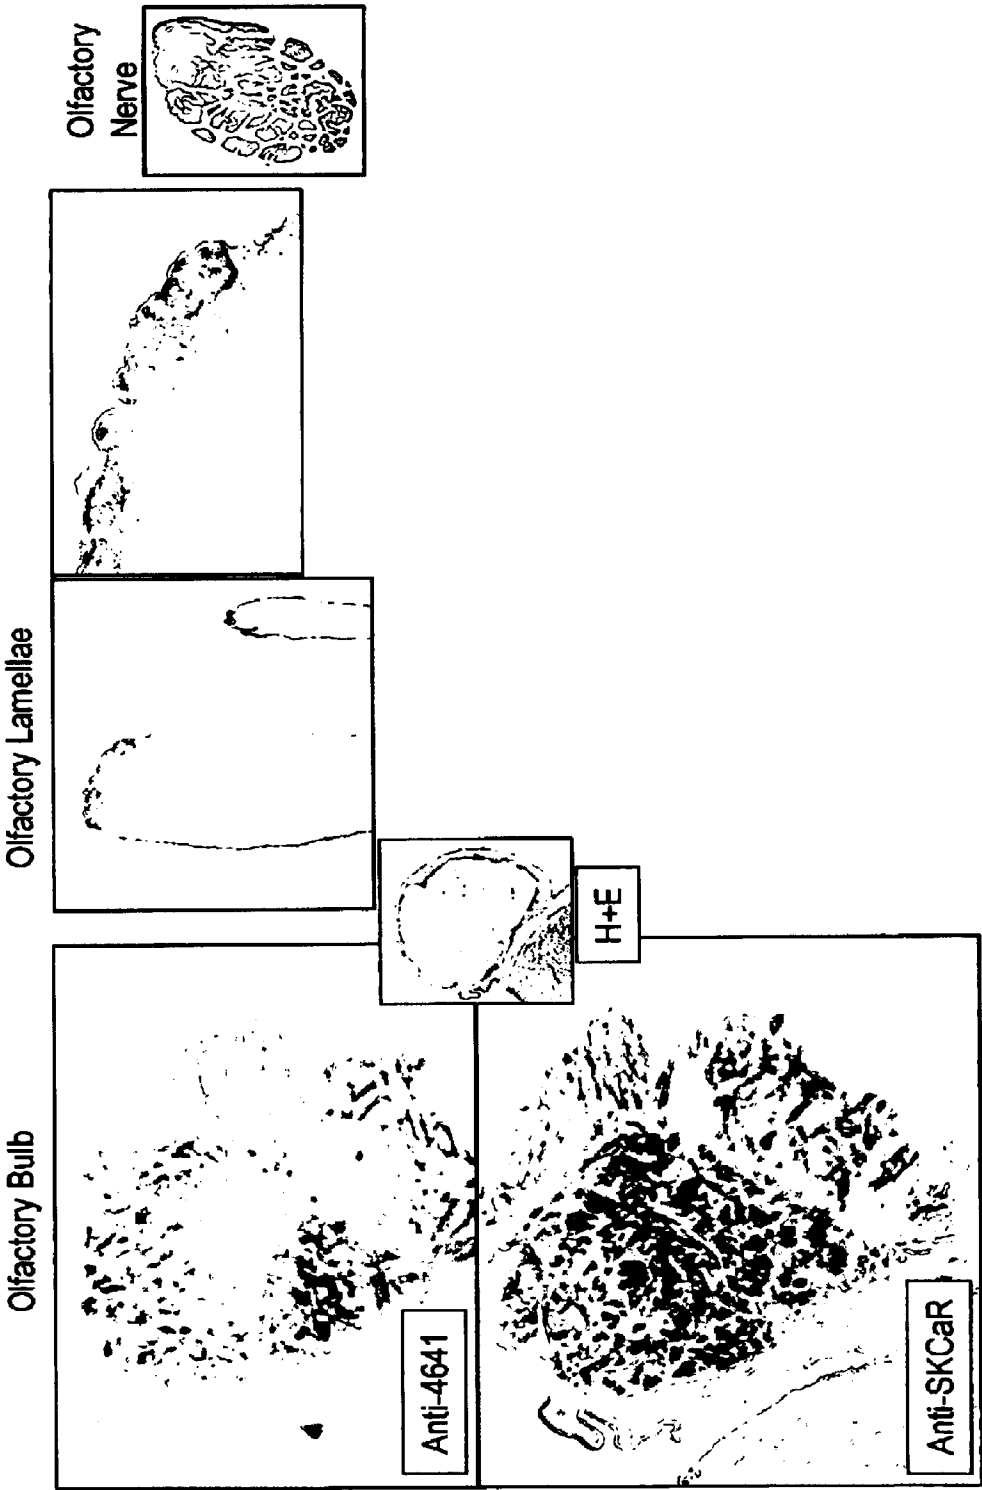 Olfactory Bulb
Olfactory Lamellae
Olfactory
Nerve
Anti-4641
H+E
Anti-SKCaR